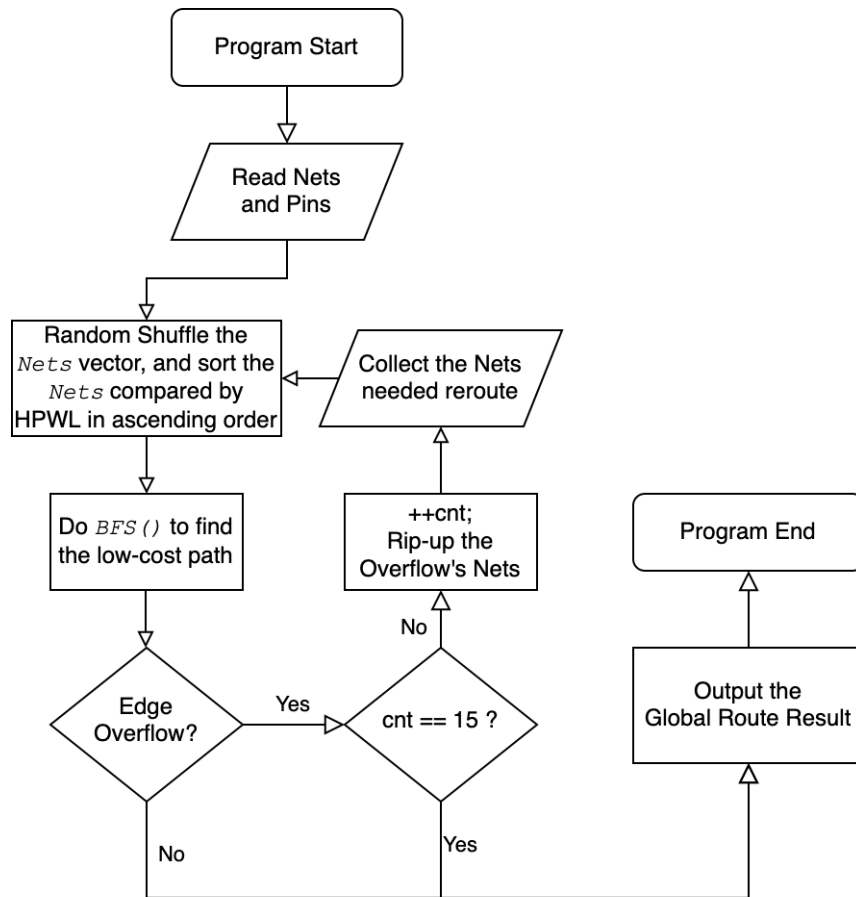 Program Start
Read Nets
and Pins
Random Shuffle the
Nets vector, and sort the
Nets compared by
HPWL in ascending order
Collect the Nets
needed reroute
Do BFS() to find
the low-cost path
++cnt;
Rip-up the
Overflow's Nets
Program End
No
Edge
Overflow?
Yes
cnt == 15 ?
Output the
Global Route Result
No
Yes